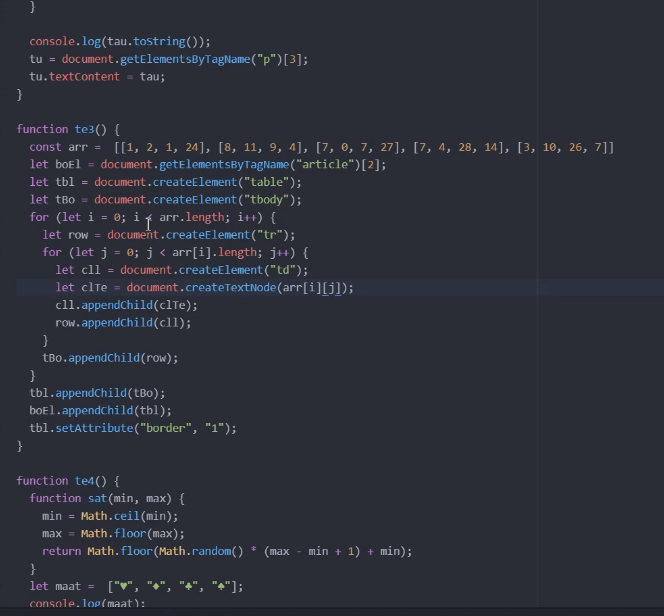 }

  console.log(tau.toString());
  tu = document.getElementsByTagName("p")[3];
  tu.textContent = tau;
}

function te3() {
  const arr =  [[1, 2, 1, 24], [8, 11, 9, 4], [7, 0, 7, 27], [7, 4, 28, 14], [3, 10, 26, 7]]
  let boEl = document.getElementsByTagName("article")[2];
  let tbl = document.createElement("table");
  let tBo = document.createElement("tbody");
  for (let i = 0; i < arr.length; i++) {
    let row = document.createElement("tr");
    for (let j = 0; j < arr[i].length; j++) {
      let cll = document.createElement("td");
      let clTe = document.createTextNode(arr[i][j]);
      cll.appendChild(clTe);
      row.appendChild(cll);
    }
    tBo.appendChild(row);
  }
  tbl.appendChild(tBo);
  boEl.appendChild(tbl);
  tbl.setAttribute("border", "1");
}

function te4() {
  function sat(min, max) {
    min = Math.ceil(min);
    max = Math.floor(max);
    return Math.floor(Math.random() * (max - min + 1) + min);
  }
  let maat =  ["♥", "♦", "♣", "♠"];
  console.log(maat);